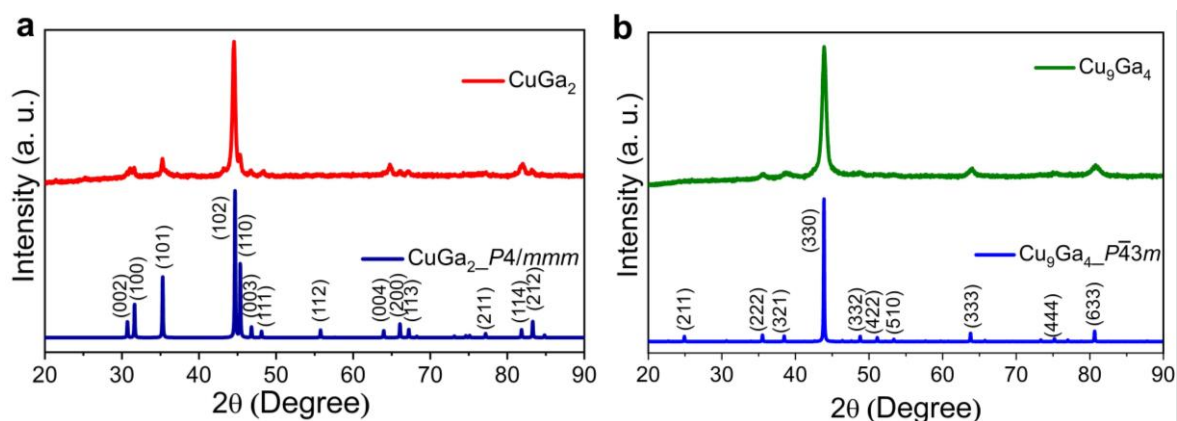 a
Intensity (a. u.)
CuGa₂
CuGa₂_P4/mmm
(002)
(100)
(101)
(102)
(110)
(003)
(111)
(112)
(004)
(200)
(113)
(211)
(114)
(212)
20 30 40 50 60 70 80 90
2θ (Degree)
b
Intensity (a. u.)
Cu₉Ga₄
Cu₉Ga₄_P4̅3m
(211)
(222)
(321)
(330)
(332)
(422)
(510)
(333)
(444)
(633)
20 30 40 50 60 70 80 90
2θ (Degree)